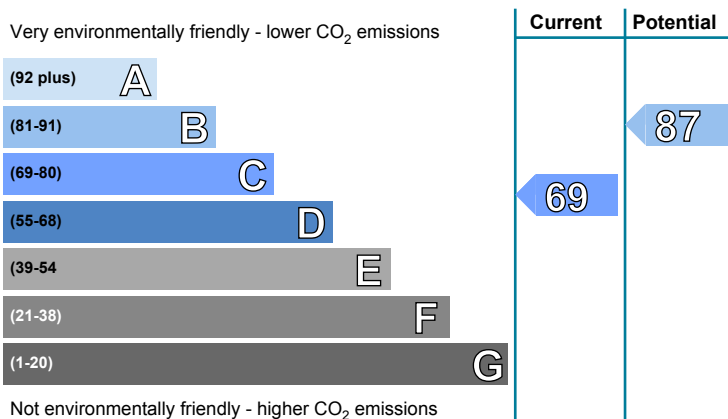 Current Potential
Very environmentally friendly - lower CO2 emissions
(92 plus) A
(81-91) B
87
(69-80) C
69
(55-68) D
(39-54 E
(21-38) F
(1-20) G
Not environmentally friendly - higher CO2 emissions